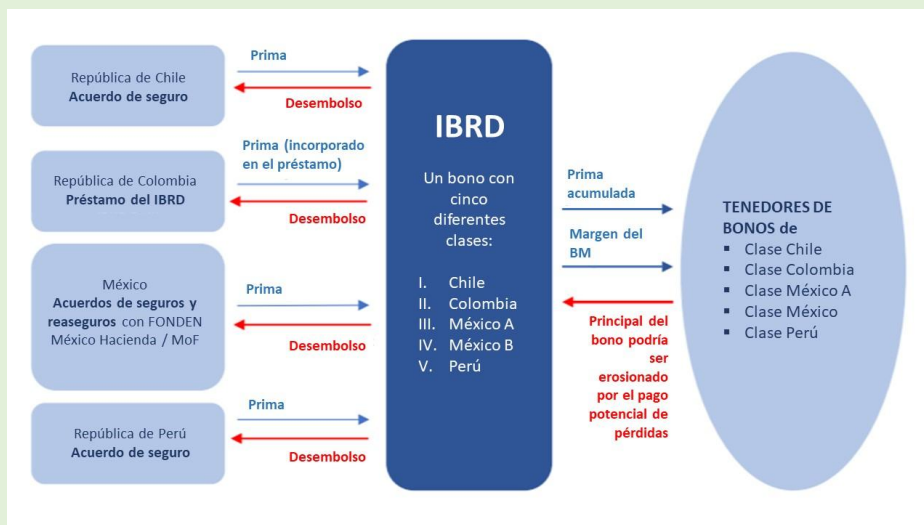 República de Chile
Acuerdo de seguro
Prima
Desembolso
República de Colombia
Préstamo del IBRD
Prima (incorporado
en el préstamo)
Desembolso
México
Acuerdos de seguros y
reaseguros con FONDEN
México Hacienda / MoF
Prima
Desembolso
República de Perú
Acuerdo de seguro
Prima
Desembolso
IBRD
Un bono con
cinco
diferentes
clases:
I. Chile
II. Colombia
III. México A
IV. México B
V. Perú
Prima
acumulada
Margen del
BM
Principal del
bono podría
ser
erosionado
por el pago
potencial de
pérdidas
TENEDORES DE
BONOS de
▪ Clase Chile
▪ Clase Colombia
▪ Clase México A
▪ Clase México
▪ Clase Perú